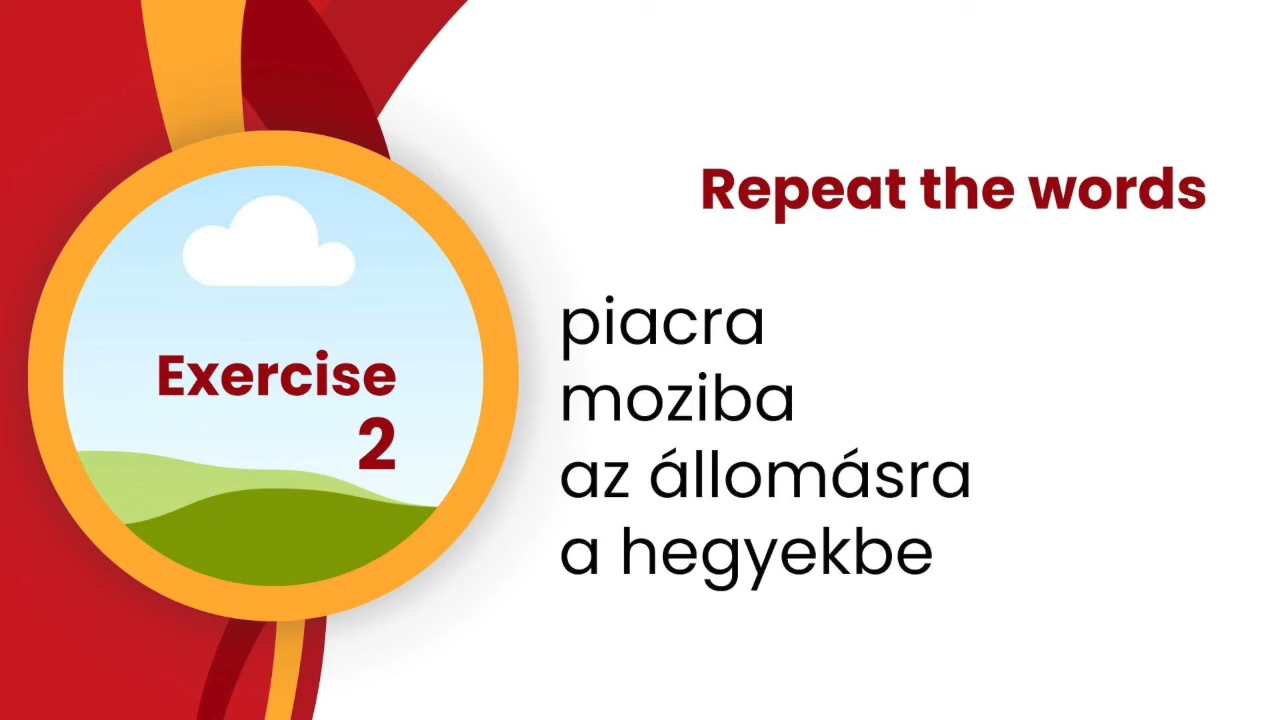 Exercise
2
Repeat the words
piacra
moziba
az állomásra
a hegyekbe